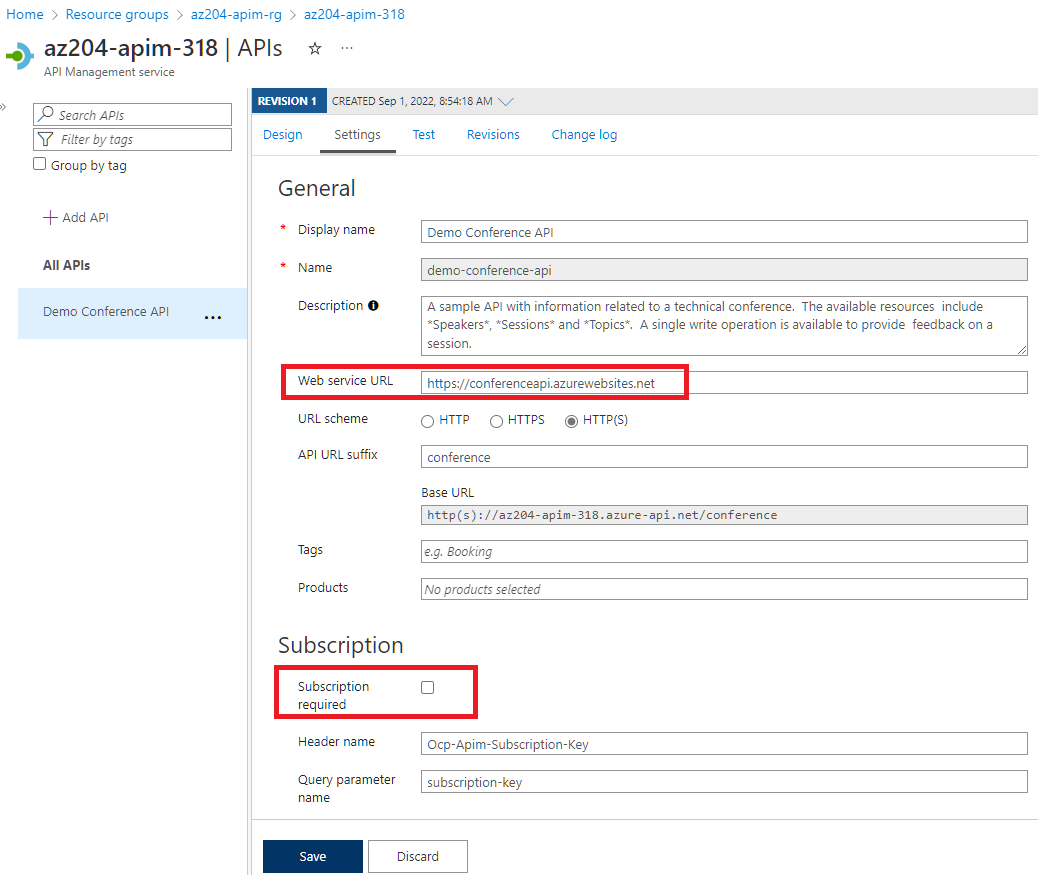 Home > Resource groups > az204-apim-rg > az204-apim-318
az204-apim-318 | APIs ☆ ...
API Management service
»
Search APIs
Filter by tags
Group by tag
+ Add API
All APIs
Demo Conference API ...
REVISION 1 CREATED Sep 1, 2022, 8:54:18 AM
Design Settings Test Revisions Change log
General
* Display name Demo Conference API
* Name demo-conference-api
Description A sample API with information related to a technical conference. The available resources include
*Speakers*, *Sessions* and *Topics*. A single write operation is available to provide feedback on a
session.
Web service URL https://conferenceapi.azurewebsites.net
URL scheme HTTP HTTPS HTTP(S)
API URL suffix conference
Base URL
http(s)://az204-apim-318.azure-api.net/conference
Tags e.g. Booking
Products No products selected
Subscription
Subscription
required
Header name Ocp-Apim-Subscription-Key
Query parameter
name subscription-key
Save Discard